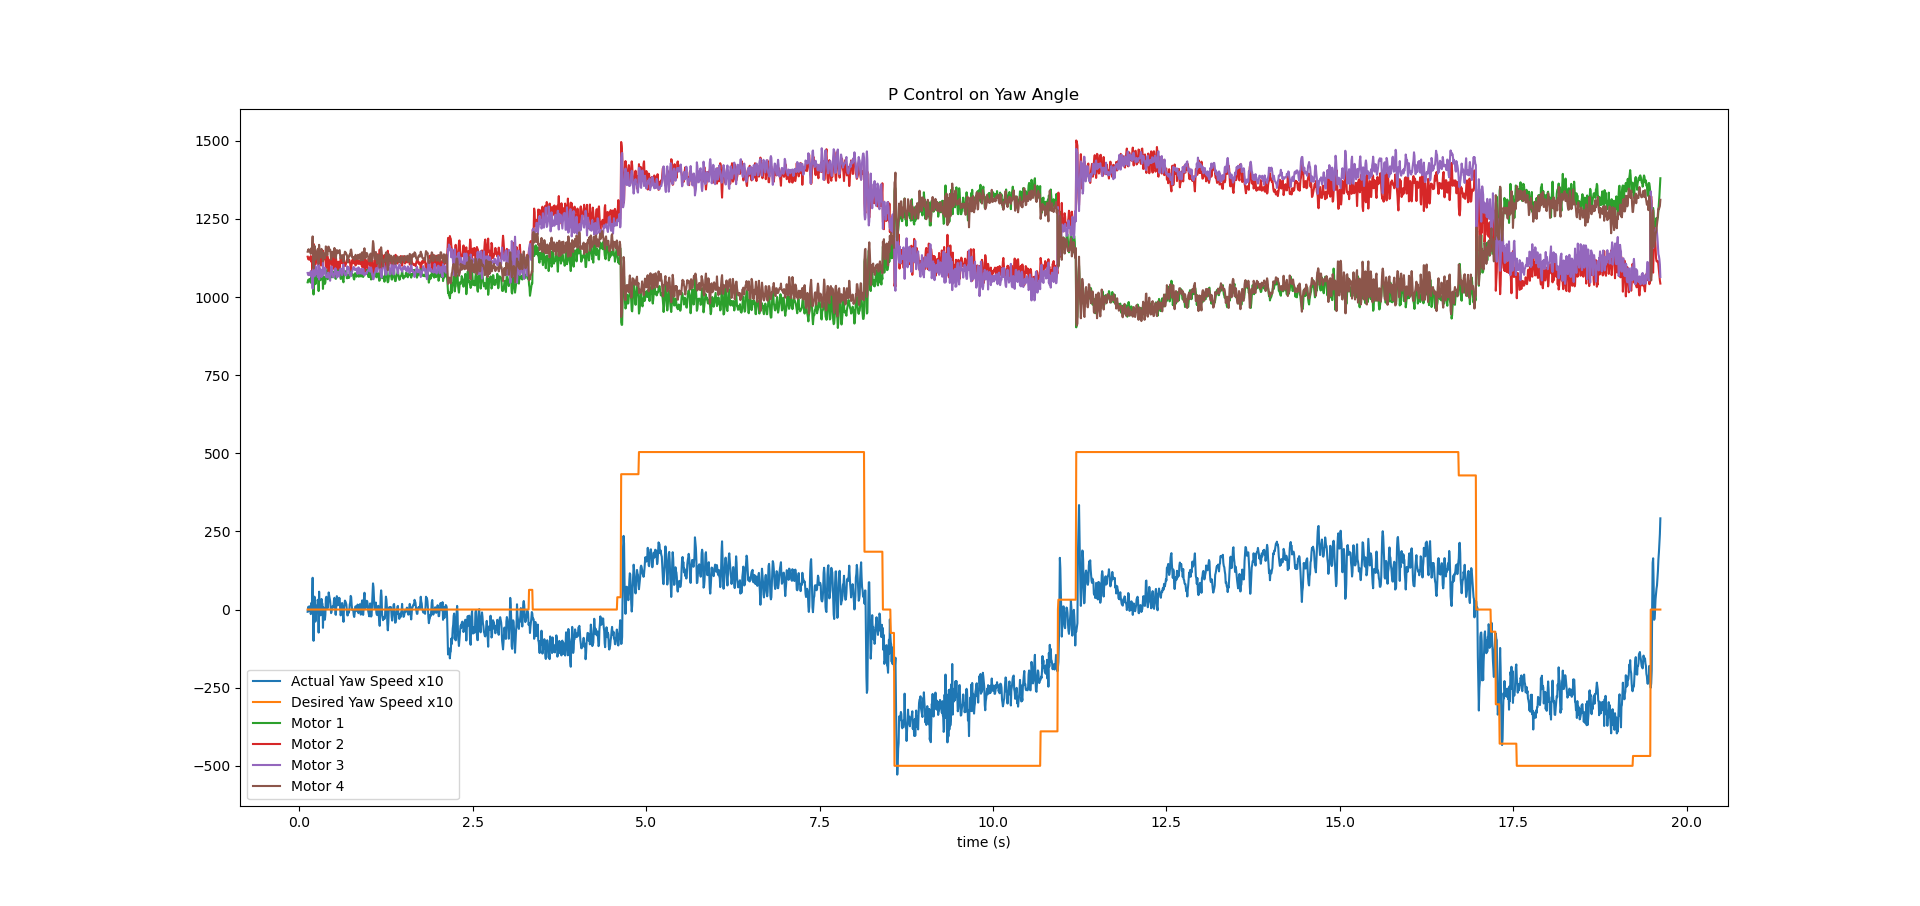 P Control on Yaw Angle
1500
1250
1000
750
500
250
0
−250
−500
Actual Yaw Speed x10
Desired Yaw Speed x10
Motor 1
Motor 2
Motor 3
Motor 4
0.0 2.5 5.0 7.5 10.0 12.5 15.0 17.5 20.0
time (s)